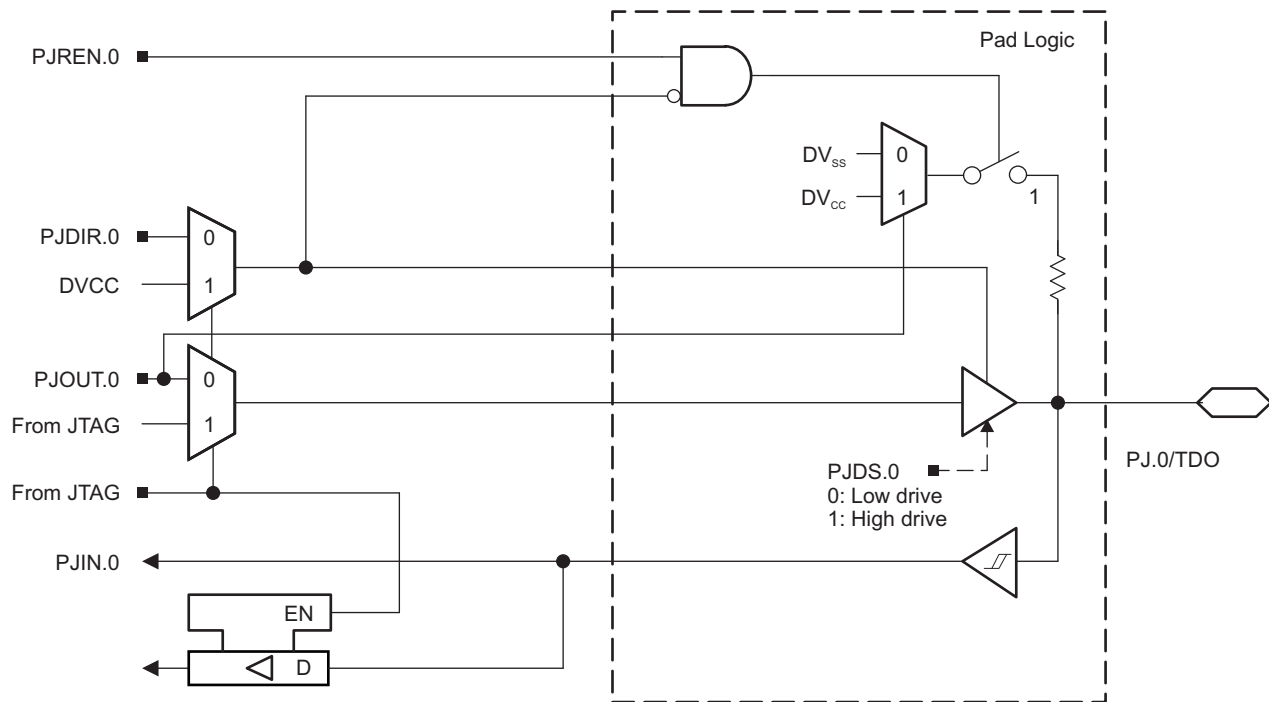 Pad Logic
PJREN.0
DVSS
0
DVCC
1
1
PJDIR.0
0
DVCC
1
PJOUT.0
0
From JTAG
1
PJ.0/TDO
PJDS.0
0: Low drive
1: High drive
From JTAG
PJIN.0
EN
D